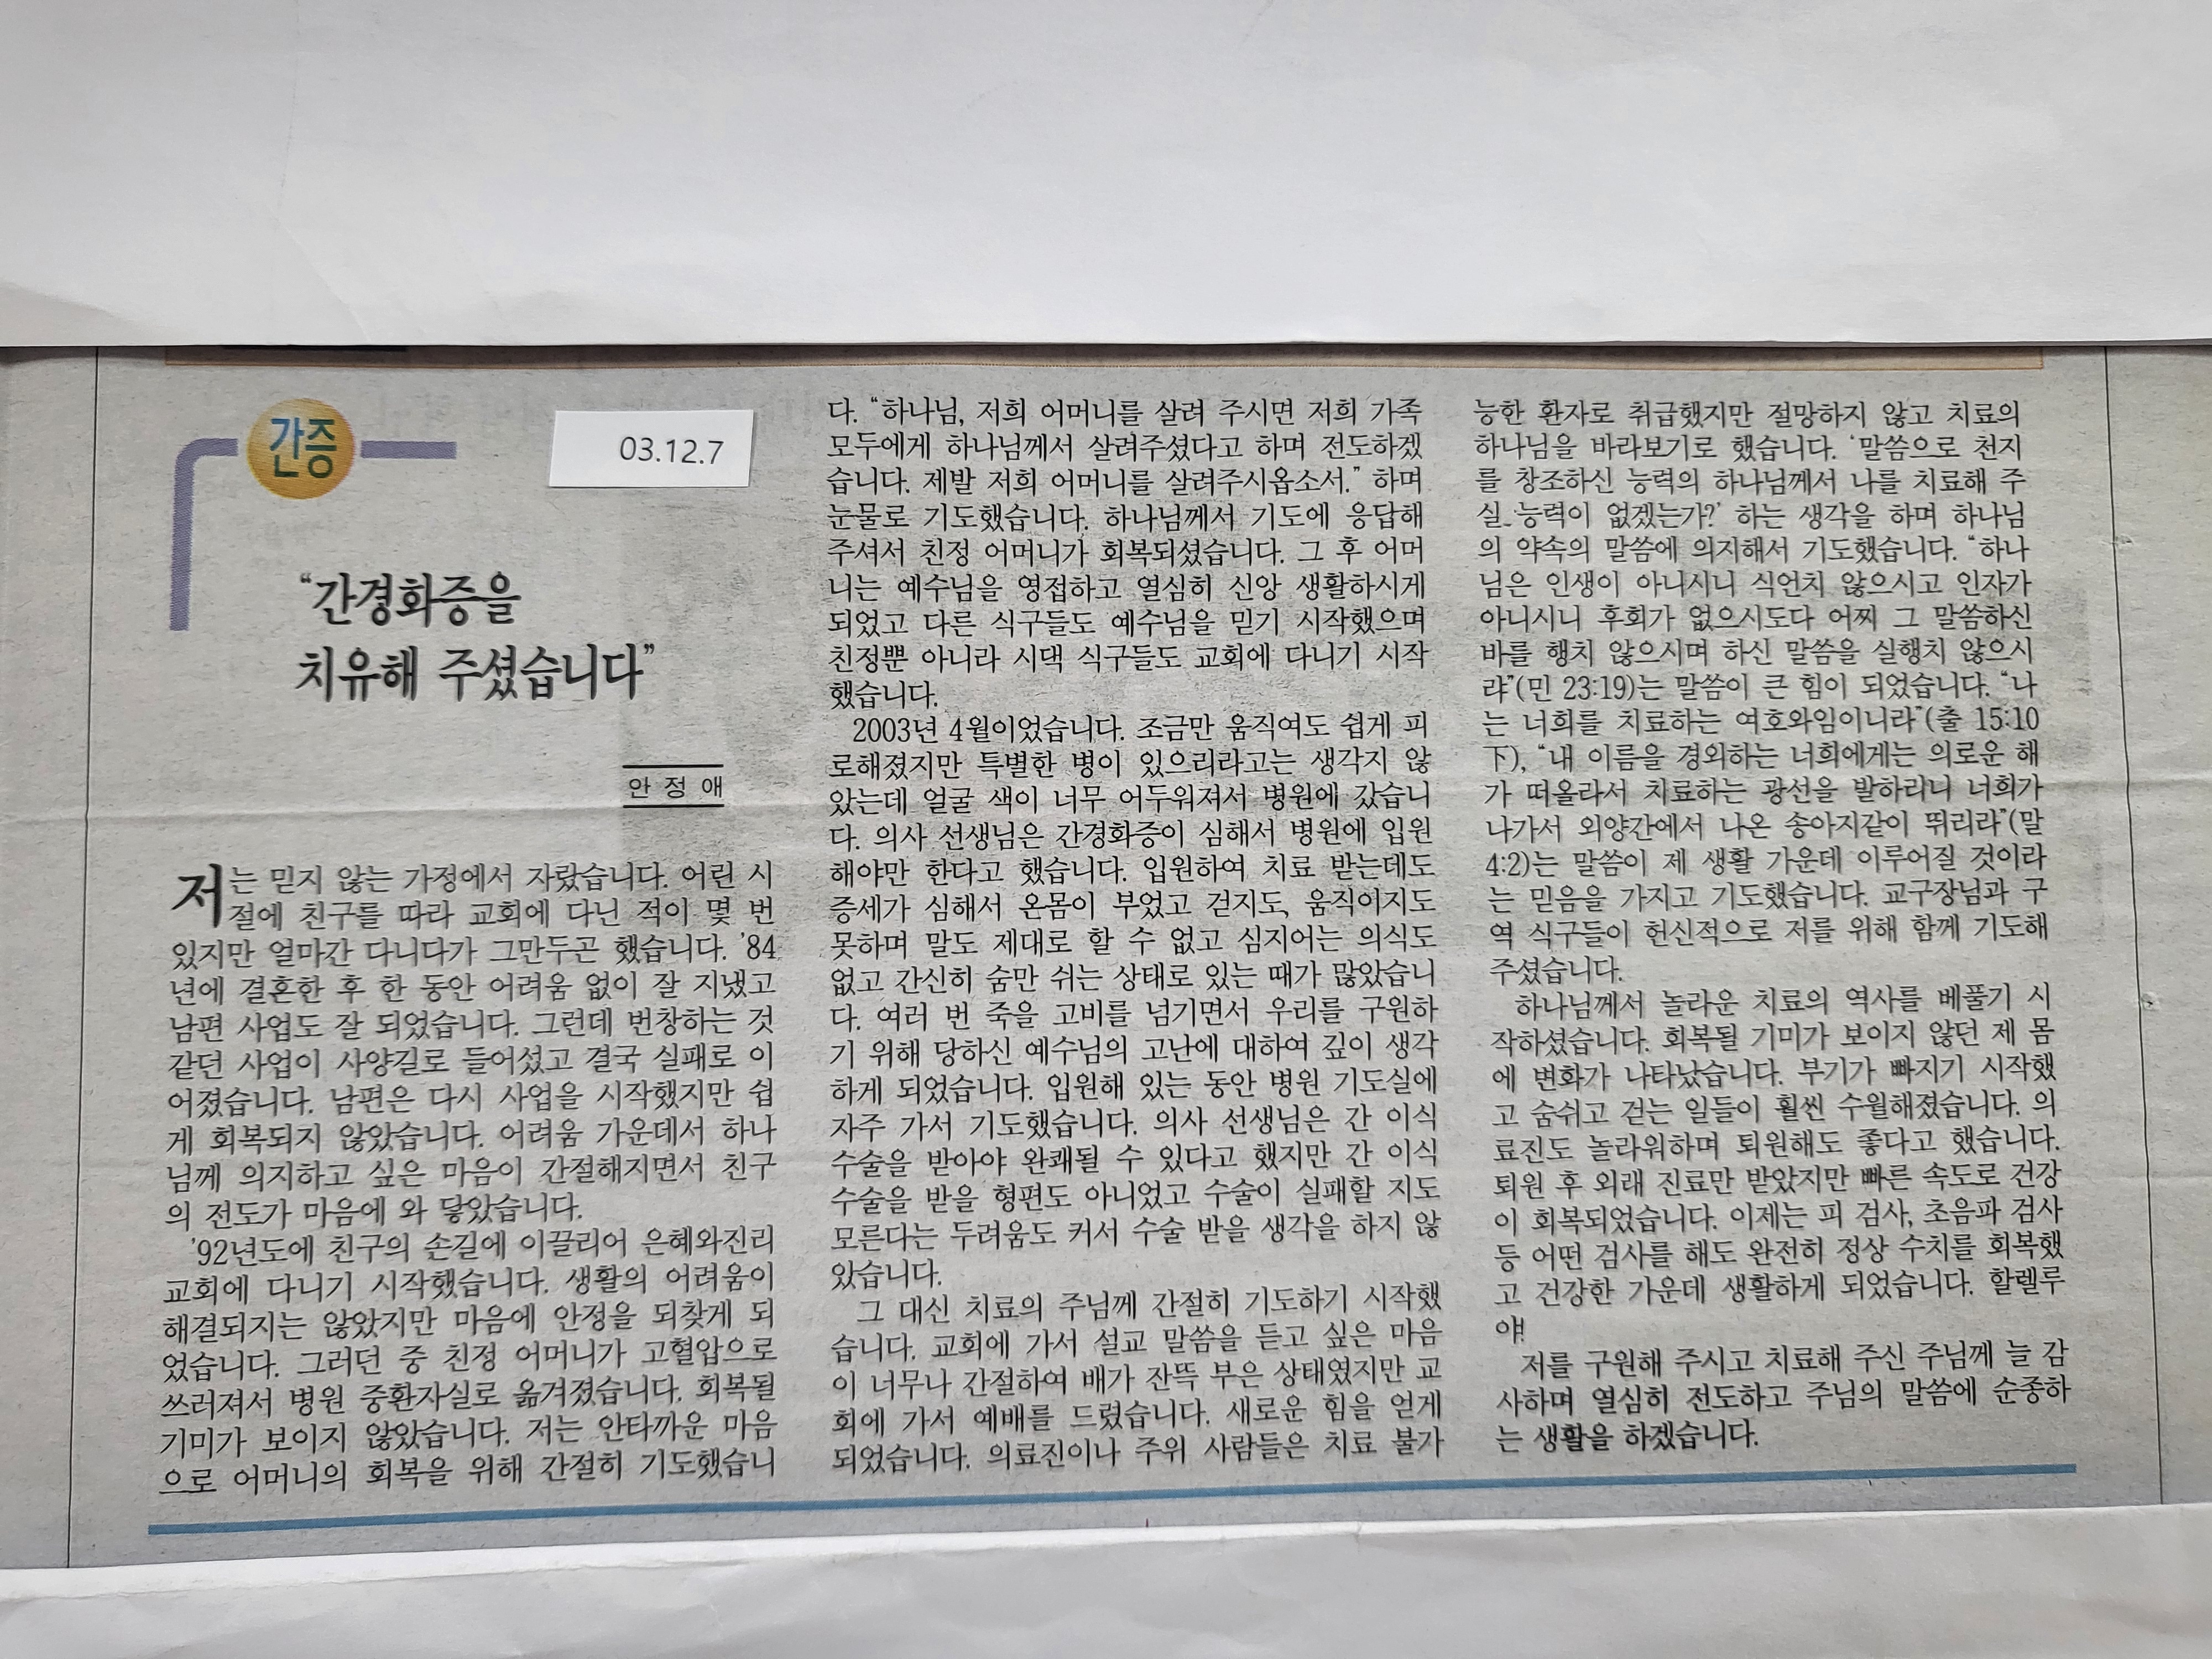 간증
03.12.7
“간경화증을
치유해 주셨습니다”
안 정 애
저는 믿지 않는 가정에서 자랐습니다. 어린 시
절에 친구를 따라 교회에 다닌 적이 몇 번
있지만 얼마간 다니다가 그만두곤 했습니다. ’84
년에 결혼한 후 한 동안 어려움 없이 잘 지냈고
남편 사업도 잘 되었습니다. 그런데 번창하는 것
같던 사업이 사양길로 들어섰고 결국 실패로 이
어졌습니다. 남편은 다시 사업을 시작했지만 쉽
게 회복되지 않았습니다. 어려움 가운데서 하나
님께 의지하고 싶은 마음이 간절해지면서 친구
의 전도가 마음에 와 닿았습니다.
’92년도에 친구의 손길에 이끌리어 은혜와진리
교회에 다니기 시작했습니다. 생활의 어려움이
해결되지는 않았지만 마음에 안정을 되찾게 되
었습니다. 그러던 중 친정 어머니가 고혈압으로
쓰러져서 병원 중환자실로 옮겨졌습니다. 회복될
기미가 보이지 않았습니다. 저는 안타까운 마음
으로 어머니의 회복을 위해 간절히 기도했습니
다. “하나님, 저희 어머니를 살려 주시면 저희 가족
모두에게 하나님께서 살려주셨다고 하며 전도하겠
습니다. 제발 저희 어머니를 살려주시옵소서.” 하며
눈물로 기도했습니다. 하나님께서 기도에 응답해
주셔서 친정 어머니가 회복되셨습니다. 그 후 어머
니는 예수님을 영접하고 열심히 신앙 생활하시게
되었고 다른 식구들도 예수님을 믿기 시작했으며
친정뿐 아니라 시댁 식구들도 교회에 다니기 시작
했습니다.
2003년 4월이었습니다. 조금만 움직여도 쉽게 피
로해졌지만 특별한 병이 있으리라고는 생각지 않
았는데 얼굴 색이 너무 어두워져서 병원에 갔습니
다. 의사 선생님은 간경화증이 심해서 병원에 입원
해야만 한다고 했습니다. 입원하여 치료 받는데도
증세가 심해서 온몸이 부었고 걷지도, 움직이지도
못하며 말도 제대로 할 수 없고 심지어는 의식도
없고 간신히 숨만 쉬는 상태로 있는 때가 많았습니
다. 여러 번 죽을 고비를 넘기면서 우리를 구원하
기 위해 당하신 예수님의 고난에 대하여 깊이 생각
하게 되었습니다. 입원해 있는 동안 병원 기도실에
자주 가서 기도했습니다. 의사 선생님은 간 이식
수술을 받아야 완쾌될 수 있다고 했지만 간 이식
수술을 받을 형편도 아니었고 수술이 실패할 지도
모른다는 두려움도 커서 수술 받을 생각을 하지 않
았습니다.
그 대신 치료의 주님께 간절히 기도하기 시작했
습니다. 교회에 가서 설교 말씀을 듣고 싶은 마음
이 너무나 간절하여 배가 잔뜩 부은 상태였지만 교
회에 가서 예배를 드렸습니다. 새로운 힘을 얻게
되었습니다. 의료진이나 주위 사람들은 치료 불가
능한 환자로 취급했지만 절망하지 않고 치료의
하나님을 바라보기로 했습니다. ‘말씀으로 천지
를 창조하신 능력의 하나님께서 나를 치료해 주
실 능력이 없겠는가?’ 하는 생각을 하며 하나님
의 약속의 말씀에 의지해서 기도했습니다. “하나
님은 인생이 아니시니 식언치 않으시고 인자가
아니시니 후회가 없으시도다 어찌 그 말씀하신
바를 행치 않으시며 하신 말씀을 실행치 않으시
랴”(민 23:19)는 말씀이 큰 힘이 되었습니다. “나
는 너희를 치료하는 여호와임이니라”(출 15:10
下), “내 이름을 경외하는 너희에게는 의로운 해
가 떠올라서 치료하는 광선을 발하리니 너희가
나가서 외양간에서 나온 송아지같이 뛰리라”(말
4:2)는 말씀이 제 생활 가운데 이루어질 것이라
는 믿음을 가지고 기도했습니다. 교구장님과 구
역 식구들이 헌신적으로 저를 위해 함께 기도해
주셨습니다.
하나님께서 놀라운 치료의 역사를 베풀기 시
작하셨습니다. 회복될 기미가 보이지 않던 제 몸
에 변화가 나타났습니다. 부기가 빠지기 시작했
고 숨쉬고 걷는 일들이 훨씬 수월해졌습니다. 의
료진도 놀라워하며 퇴원해도 좋다고 했습니다.
퇴원 후 외래 진료만 받았지만 빠른 속도로 건강
이 회복되었습니다. 이제는 피 검사, 초음파 검사
등 어떤 검사를 해도 완전히 정상 수치를 회복했
고 건강한 가운데 생활하게 되었습니다. 할렐루
야!
저를 구원해 주시고 치료해 주신 주님께 늘 감
사하며 열심히 전도하고 주님의 말씀에 순종하
는 생활을 하겠습니다.